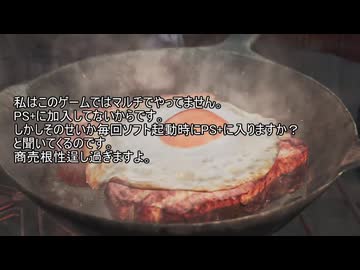 私はこのゲームではマルチでやってません。
PS+に加入してないからです。
しかしそのせいか毎回ソフト起動時にPS+に入りますか？
と聞いてくるのです。
商売根性逞し過ぎますよ。